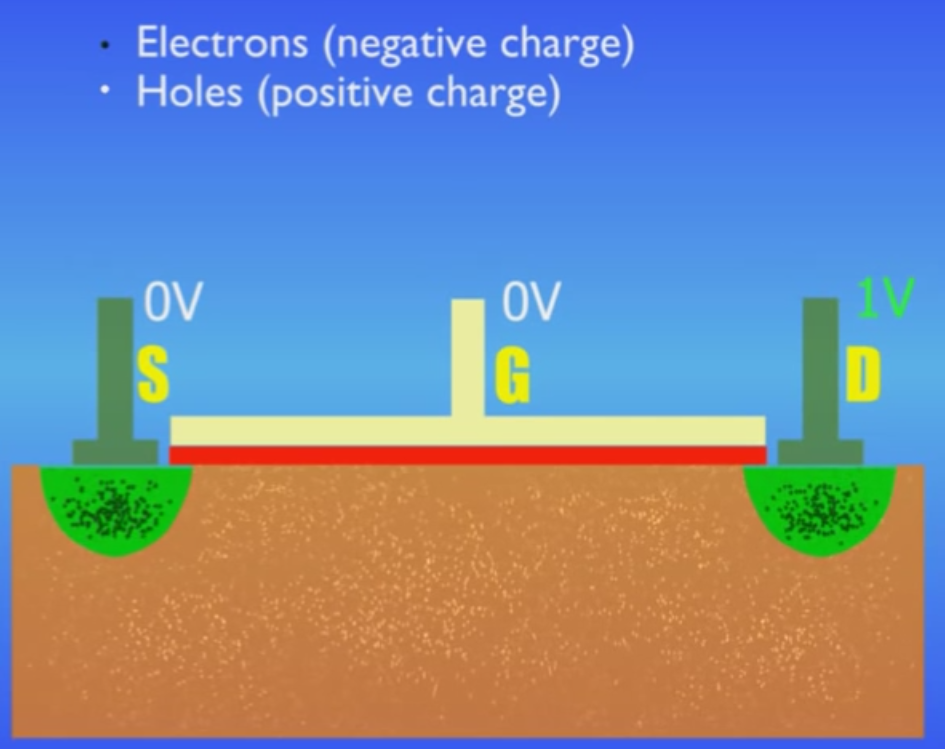 · Electrons (negative charge)
· Holes (positive charge)
0V 0V 1V
S G D